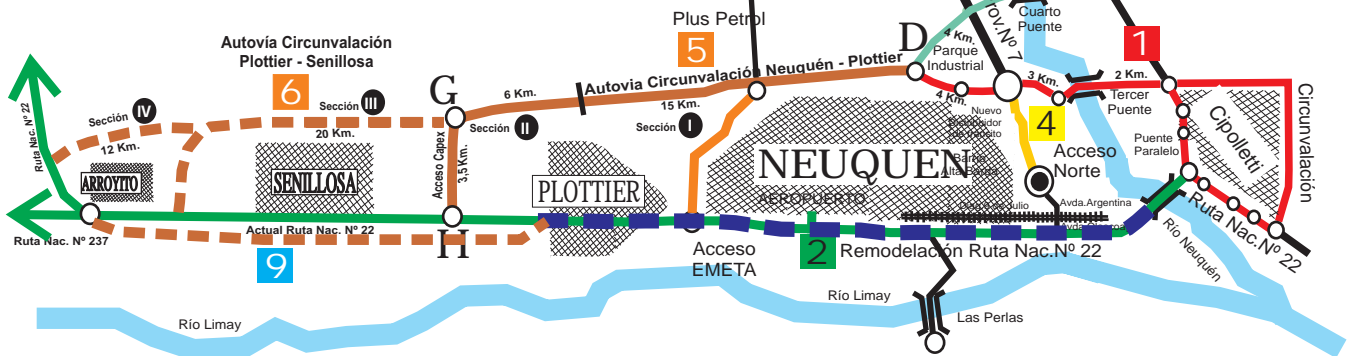 Plus Petrol
5
Autovía Circunvalación
Plottier - Senillosa
6
Sección III
20 Km.
Sección IV
12 Km.
Ruta Nac. Nº 22
ARROYITO
SENILLOSA
G
6 Km.
Sección II
Acceso Capex
3,5 Km.
H
Autovia Circunvalación Neuquén - Plottier
15 Km.
Sección I
D
4 Km.
Parque
Industrial
4 Km.
Nº 7
Cuarto
Puente
3 Km.
2 Km.
1
Tercer
Puente
Nuevo
de tránsito
4
Acceso
Norte
Puente
Paralelo
Cipolletti
Circunvalación
PLOTTIER
NEUQUEN
AEROPUERTO
Avda.Argentina
Ruta Nac. Nº 237
Actual Ruta Nac. Nº 22
9
Acceso
EMETA
2
Remodelación Ruta Nac.Nº 22
Río Neuquén
Ruta Nac.Nº 22
Río Limay
Río Limay
Las Perlas